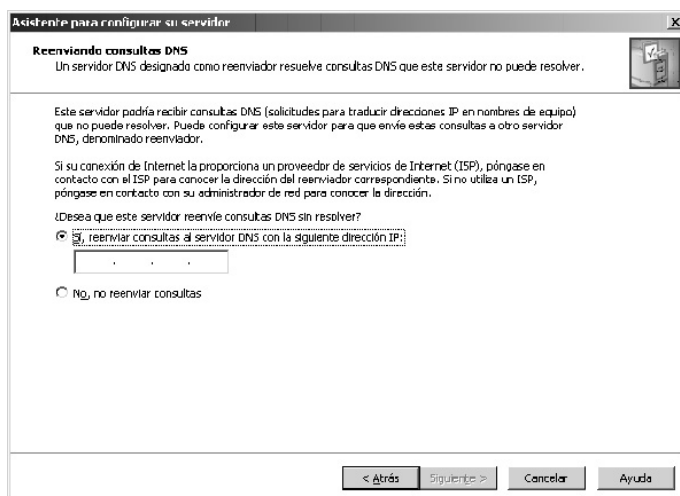 Asistente para configurar su servidor
X
Reenviando consultas DNS
Un servidor DNS designado como reenviador resuelve consultas DNS que este servidor no puede resolver.
Este servidor podría recibir consultas DNS (solicitudes para traducir direcciones IP en nombres de equipo)
que no puede resolver. Puede configurar este servidor para que envíe estas consultas a otro servidor
DNS, denominado reenviador.
Si su conexión de Internet la proporciona un proveedor de servicios de Internet (ISP), póngase en
contacto con el ISP para conocer la dirección del reenviador correspondiente. Si no utiliza un ISP,
póngase en contacto con su administrador de red para conocer la dirección.
¿Desea que este servidor reenvíe consultas DNS sin resolver?
Sí, reenviar consultas al servidor DNS con la siguiente dirección IP:
. . .
No, no reenviar consultas
< Atrás Siguiente > Cancelar Ayuda